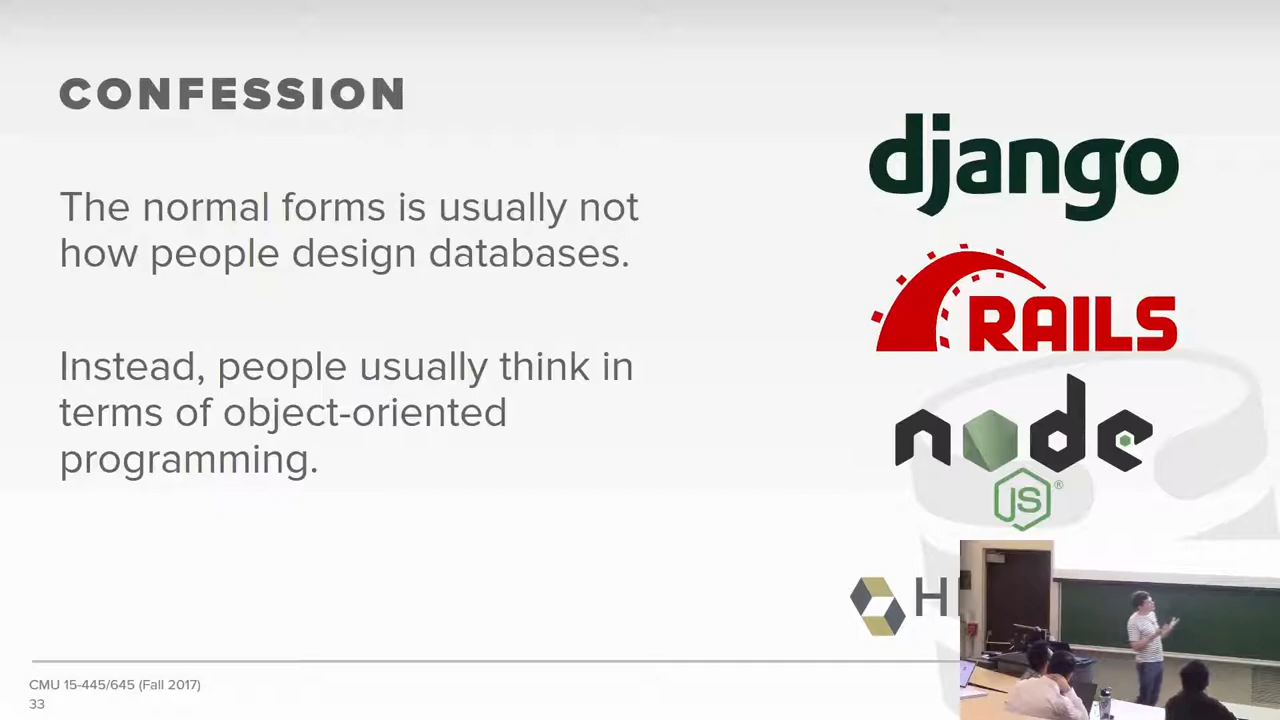 CONFESSION
The normal forms is usually not
how people design databases.
Instead, people usually think in
terms of object-oriented
programming.
django
RAILS
node
JS®
CMU 15-445/645 (Fall 2017)
33